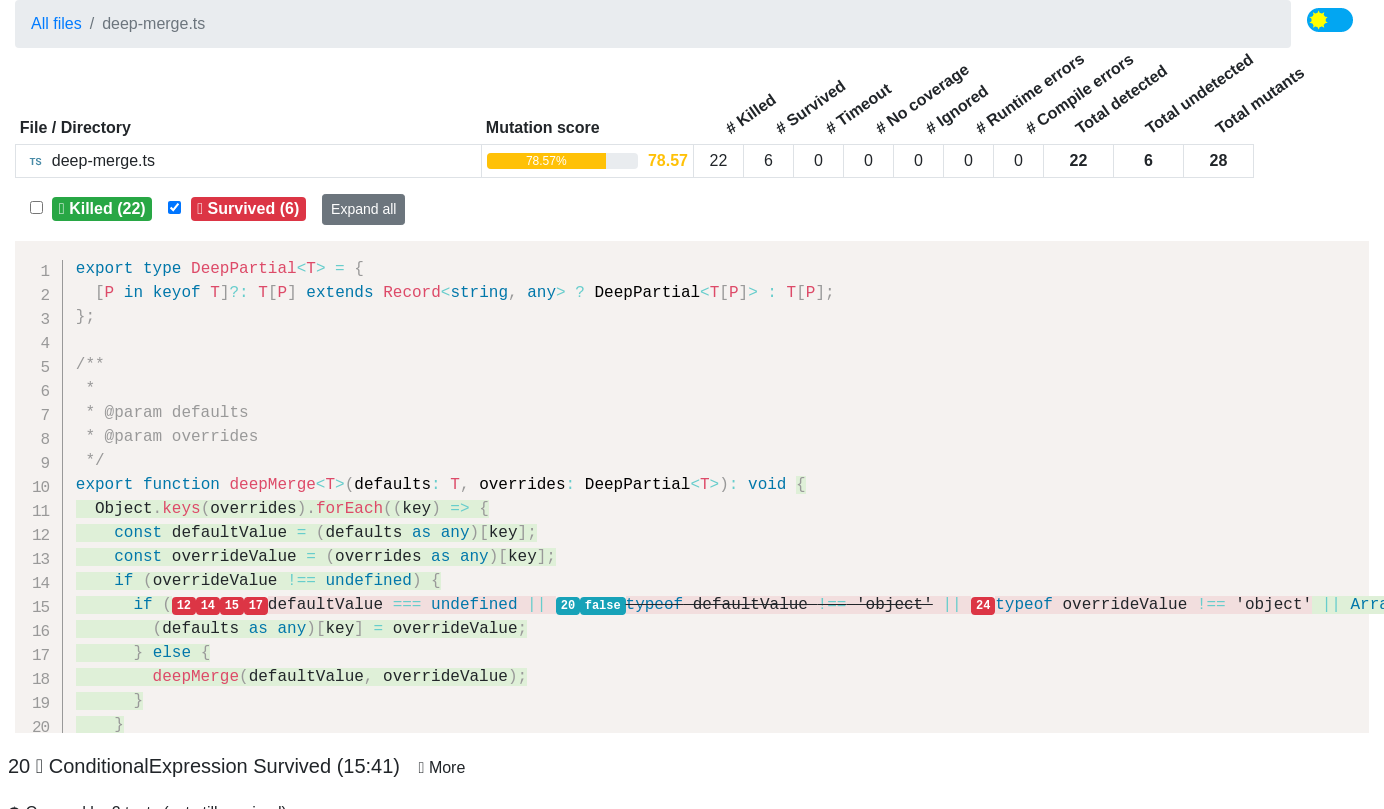 All files / deep-merge.ts
File / Directory Mutation score # Killed # Survived # Timeout # No coverage # Ignored # Runtime errors # Compile errors Total detected Total undetected Total mutants
TS deep-merge.ts 78.57% 78.57 22 6 0 0 0 0 0 22 6 28
Killed (22) Survived (6) Expand all
1 export type DeepPartial<T> = {
2 [P in keyof T]?: T[P] extends Record<string, any> ? DeepPartial<T[P]> : T[P];
3 };
4
5 /**
6 *
7 * @param defaults
8 * @param overrides
9 */
10 export function deepMerge<T>(defaults: T, overrides: DeepPartial<T>): void {
11 Object.keys(overrides).forEach((key) => {
12 const defaultValue = (defaults as any)[key];
13 const overrideValue = (overrides as any)[key];
14 if (overrideValue !== undefined) {
15 if (12 14 15 17 defaultValue === undefined || 20 false typeof defaultValue !== 'object' || 24 typeof overrideValue !== 'object' || Arra
16 (defaults as any)[key] = overrideValue;
17 } else {
18 deepMerge(defaultValue, overrideValue);
19 }
20 }
20 ConditionalExpression Survived (15:41) More